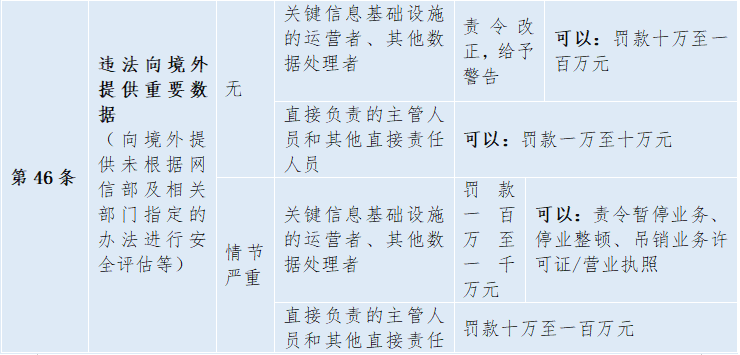 第 46 条
违法向境外
提供重要数
据
（向境外提
供未根据网
信部及相关
部门指定的
办法进行安
全评估等）
无
关键信息基础设施
的运营者、其他数
据处理者
责令改
正，给予
警告
可以：罚款十万至一
百万元
直接负责的主管人
员和其他直接责任
人员
可以：罚款一万至十万元
情节
严重
关键信息基础设施
的运营者、其他数
据处理者
罚款
一百
万至
一千
万元
可以：责令暂停业务、
停业整顿、吊销业务许
可证/营业执照
直接负责的主管人
员和其他直接责任
罚款十万至一百万元